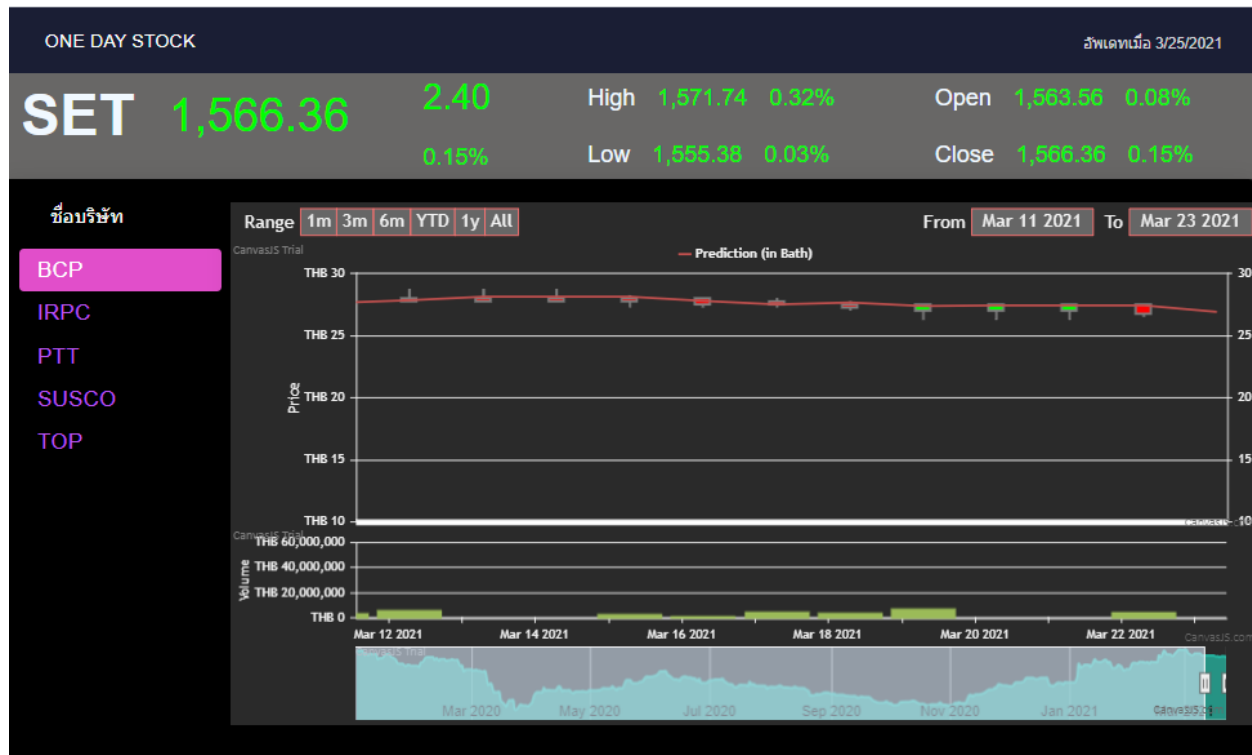 ONE DAY STOCK อัพเดทเมื่อ 3/25/2021
SET 1,566.36 2.40 High 1,571.74 0.32% Open 1,563.56 0.08%
0.15% Low 1,555.38 0.03% Close 1,566.36 0.15%
ชื่อบริษัท
BCP
IRPC
PTT
SUSCO
TOP
Range 1m 3m 6m YTD 1y All From Mar 11 2021 To Mar 23 2021
CanvasJS Trial
Prediction (in Bath)
THB 30 30
THB 25 25
Price
THB 20 20
THB 15 15
THB 10 10
CanvasJS Trial
THB 60,000,000
THB 40,000,000
Volume
THB 20,000,000
THB 0
Mar 12 2021 Mar 14 2021 Mar 16 2021 Mar 18 2021 Mar 20 2021 Mar 22 2021
CanvasJS.com
CanvasJS Trial
Mar 2020 May 2020 Jul 2020 Sep 2020 Nov 2020 Jan 2021